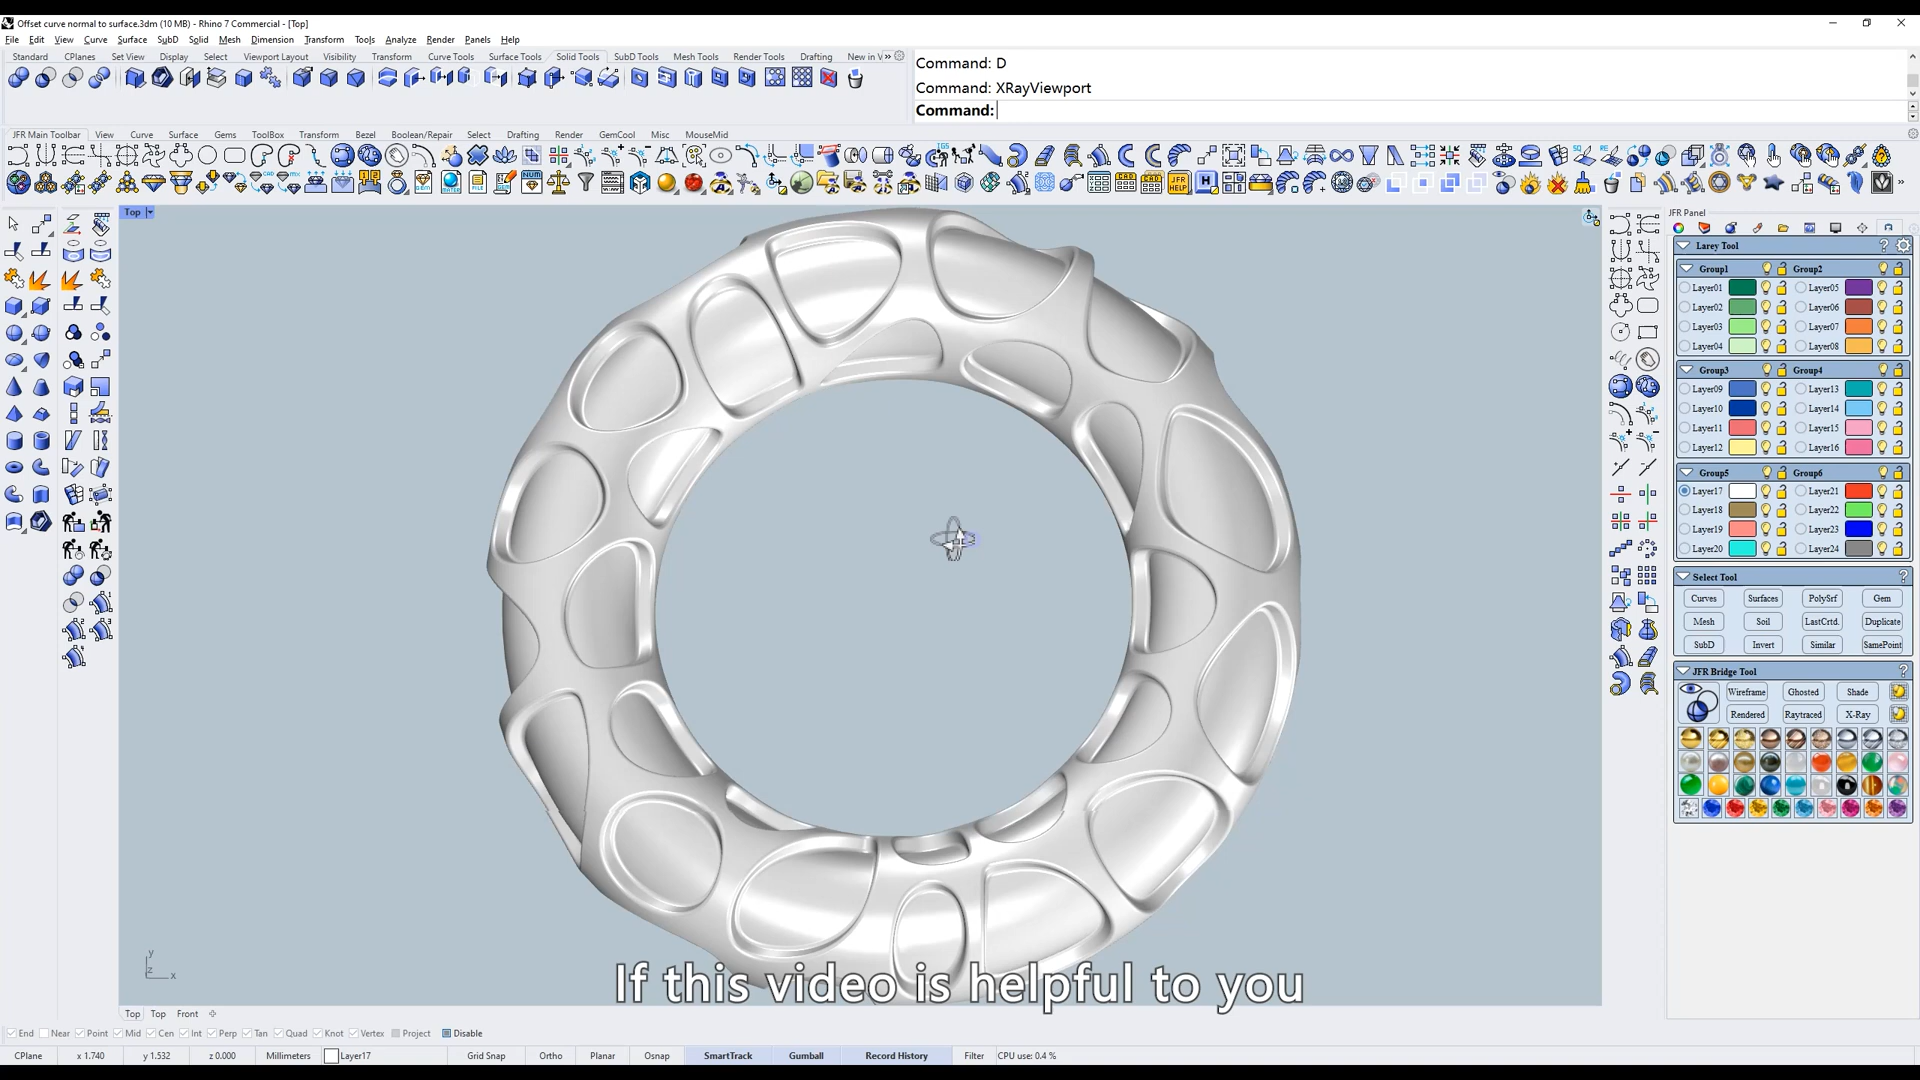 Offset curve normal to surface.3dm (10 MB) - Rhino 7 Commercial - [Top]
File Edit View Curve Surface SubD Solid Mesh Dimension Transform Tools Analyze Render Panels Help
Standard CPlanes Set View Display Select Viewport Layout Visibility Transform Curve Tools Surface Tools Solid Tools SubD Tools Mesh Tools Render Tools Drafting New in V
Command: D
Command: XRayViewport
Command:
JFR Main Toolbar View Curve Surface Gems ToolBox Transform Bezel Boolean/Repair Select Drafting Render GemCool Misc MouseMid
Top
JFR Panel
Larey Tool
Group1 Group2
Layer01 Layer05
Layer02 Layer06
Layer03 Layer07
Layer04 Layer08
Group3 Group4
Layer09 Layer13
Layer10 Layer14
Layer11 Layer15
Layer12 Layer16
Group5 Group6
Layer17 Layer21
Layer18 Layer22
Layer19 Layer23
Layer20 Layer24
Select Tool
Curves Surfaces PolySrf Gem
Mesh Soil LastCrtd. Duplicate
SubD Invert Similar SamePoint
JFR Bridge Tool
Wireframe Ghosted Shade
Rendered Raytraced X-Ray
y
z x
If this video is helpful to you
Top Top Front
End Near Point Mid Cen Int Perp Tan Quad Knot Vertex Project Disable
CPlane x 1.740 y 1.532 z 0.000 Millimeters Layer17 Grid Snap Ortho Planar Osnap SmartTrack Gumball Record History Filter CPU use: 0.4 %